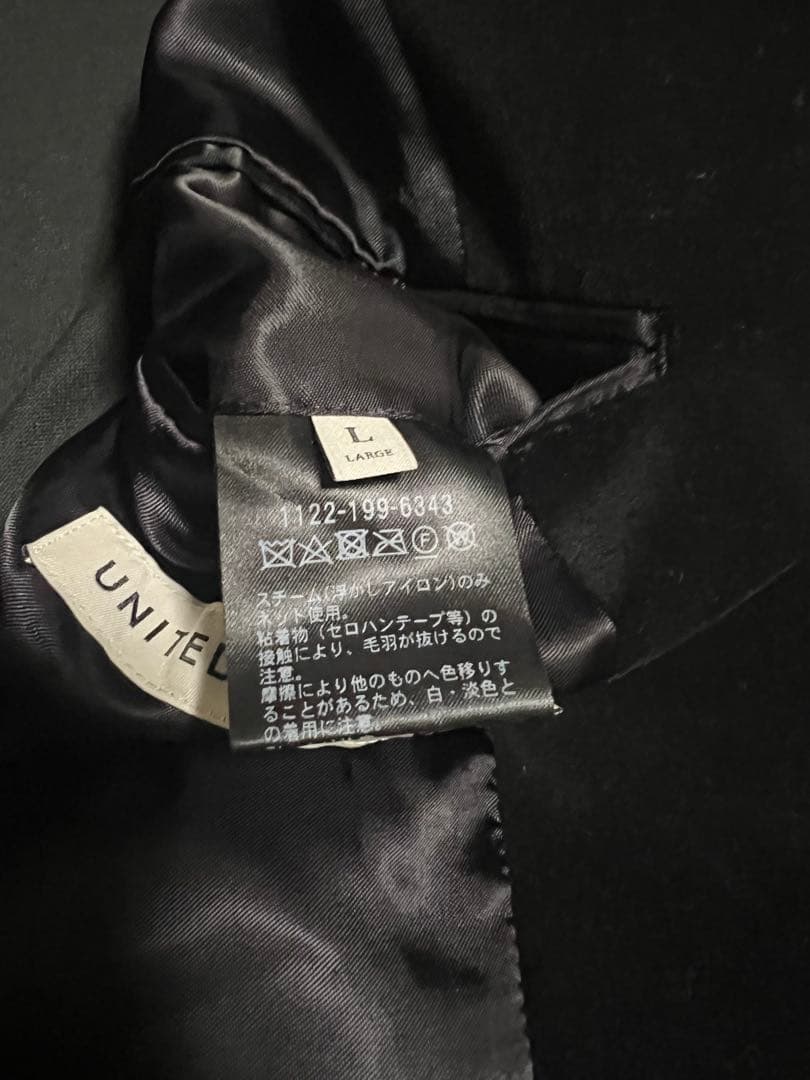 L
LARGE
1122-199-6343
F W
スチーム(浮かしアイロン)のみ
ネット使用。
粘着物（セロハンテープ等）の
接触により、毛羽が抜けるので
注意。
摩擦により他のものへ色移りす
ることがあるため、白・淡色と
の着用に注意。
UNITED